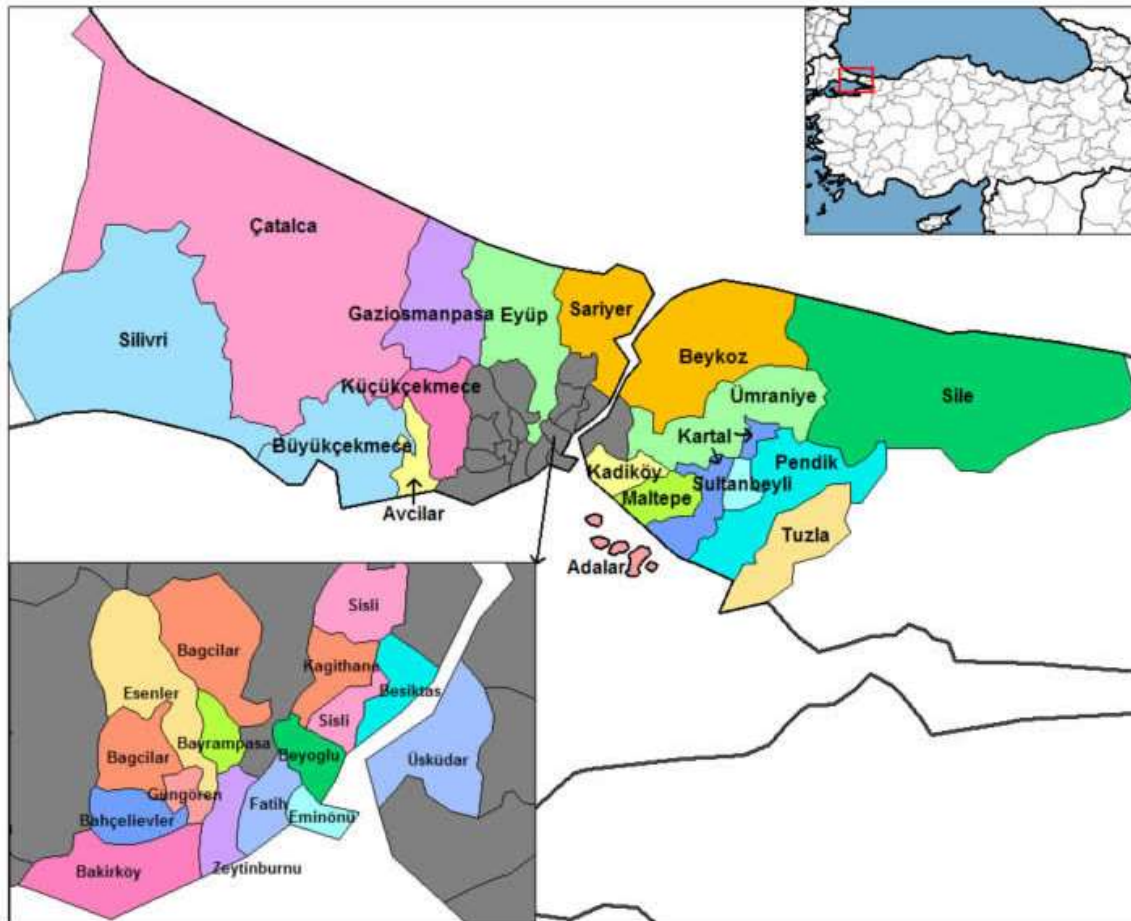 Çatalca
Gaziosmanpasa
Eyüp
Sariyer
Silivri
Beykoz
Küçükçekmece
Ümraniye
Sile
Büyükçekmece
Kartal
Kadiköy
Pendik
Sultanbeyli
Maltepe
Avcilar
Tuzla
Adalar
Sisli
Bagcilar
Kagithane
Esenler
Besiktas
Sisli
Bayrampasa
Beyoglu
Bagcilar
Üsküdar
Güngören
Fatih
Bahçelievler
Eminönü
Bakirköy
Zeytinburnu